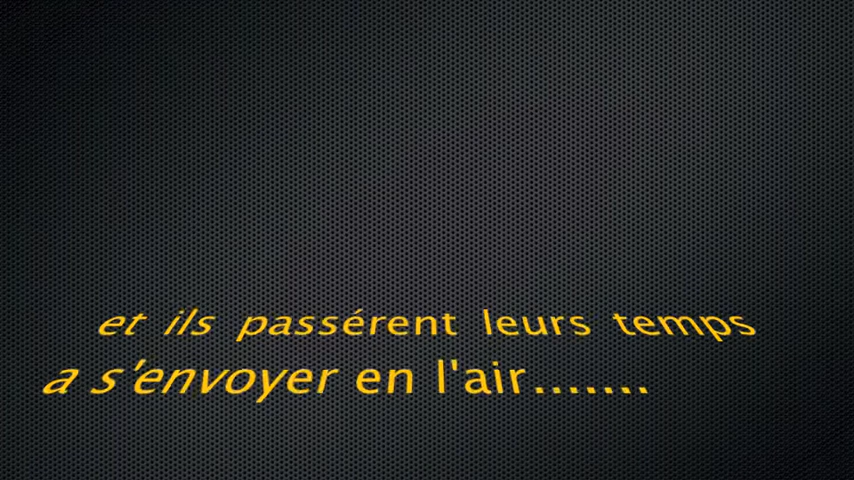 et ils passérent leurs temps
a s'envoyer en l'air.......